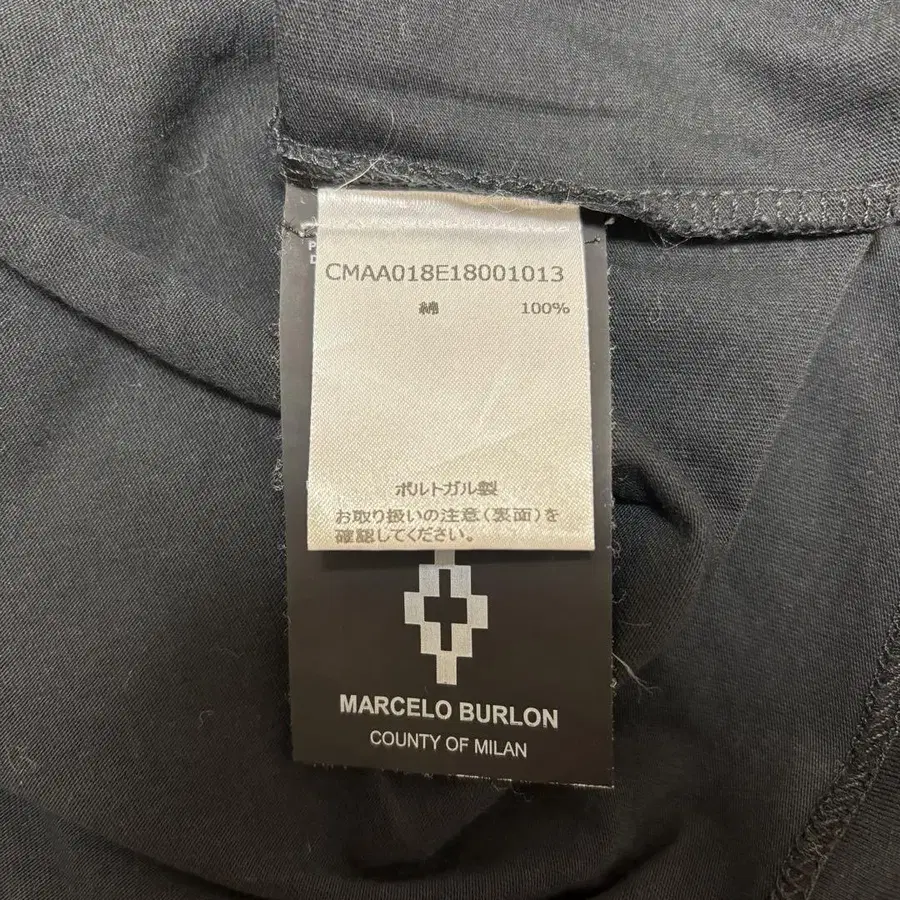 CMAA018E18001013
綿 100%
ポルトガル製
お取り扱いの注意(裏面)を
確認してください。
MARCELO BURLON
COUNTY OF MILAN